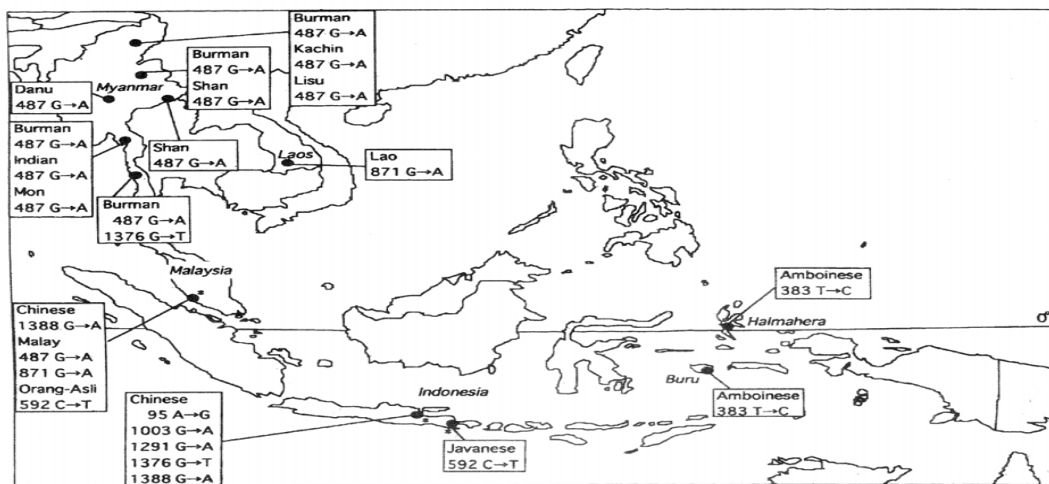 Burman
487 G→A
Kachin
487 G→A
Lisu
487 G→A
Burman
487 G→A
Shan
487 G→A
Danu
487 G→A
Myanmar
Burman
487 G→A
Indian
487 G→A
Mon
487 G→A
Shan
487 G→A
Laos
Lao
871 G→A
Burman
487 G→A
1376 G→T
Malaysia
*
Chinese
1388 G→A
Malay
487 G→A
871 G→A
Orang-Asli
592 C→T
Amboinese
383 T→C
0°
Halmahera
Buru
Amboinese
383 T→C
Indonesia
Chinese
95 A→G
1003 G→A
1291 G→A
1376 G→T
1388 G→A
*
*
Javanese
592 C→T